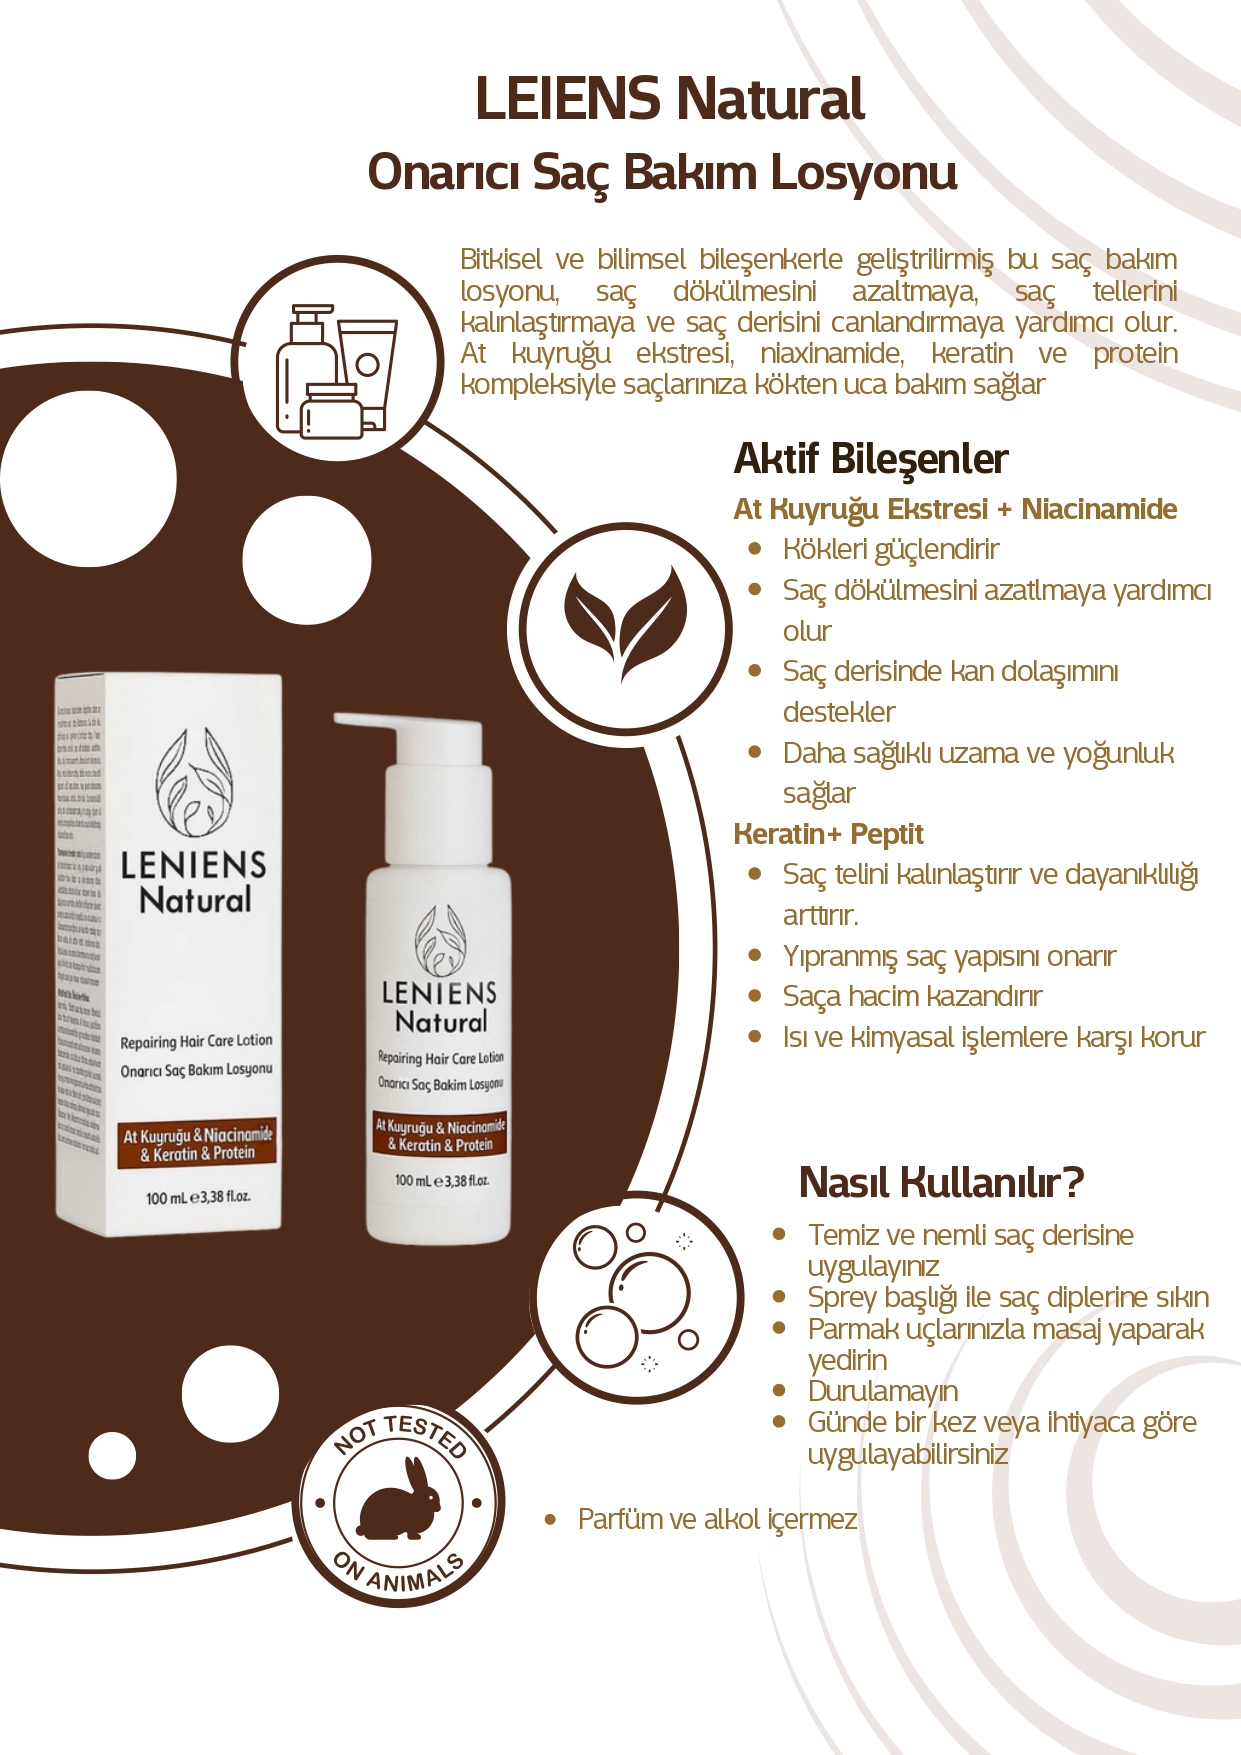 LEIENS Natural
Onarıcı Saç Bakım Losyonu
Bitkisel ve bilimsel bileşenkerle geliştrilirmiş bu saç bakım
losyonu, saç dökülmesini azaltmaya, saç tellerini
kalınlaştırmaya ve saç derisini canlandırmaya yardımcı olur.
At kuyruğu ekstresi, niaxinamide, keratin ve protein
kompleksiyle saçlarınıza kökten uca bakım sağlar
Aktif Bileşenler
At Kuyruğu Ekstresi + Niacinamide
• Kökleri güçlendirir
• Saç dökülmesini azatlmaya yardımcı
olur
• Saç derisinde kan dolaşımını
destekler
• Daha sağlıklı uzama ve yoğunluk
sağlar
Keratin+ Peptit
• Saç telini kalınlaştırır ve dayanıklılığı
arttırır.
• Yıpranmış saç yapısını onarır
• Saça hacim kazandırır
• Isı ve kimyasal işlemlere karşı korur
LENIENS
Natural
Repairing Hair Care Lotion
Onarıcı Saç Bakım Losyonu
At Kuyruğu & Niacinamide
& Keratin & Protein
100 mL ℮ 3,38 fl.oz.
LENIENS
Natural
Repairing Hair Care Lotion
Onarıcı Saç Bakim Losyonu
At Kuyruğu & Niacinamide
& Keratin & Protein
100 mL ℮ 3,38 fl.oz.
Nasıl Kullanılır?
• Temiz ve nemli saç derisine
uygulayınız
• Sprey başlığı ile saç diplerine sıkın
• Parmak uçlarınızla masaj yaparak
yedirin
• Durulamayın
• Günde bir kez veya ihtiyaca göre
uygulayabilirsiniz
NOT TESTED
ON ANIMALS
• Parfüm ve alkol içermez